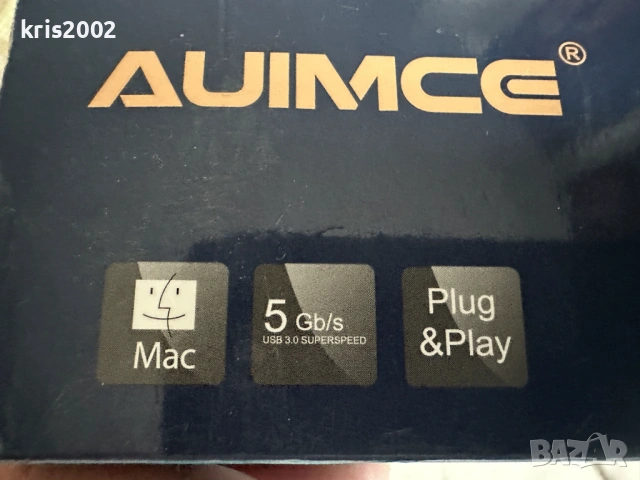 kris2002
AUIMCE®
Mac
5 Gb/s
USB 3.0 SUPERSPEED
Plug
&Play
BAZAR